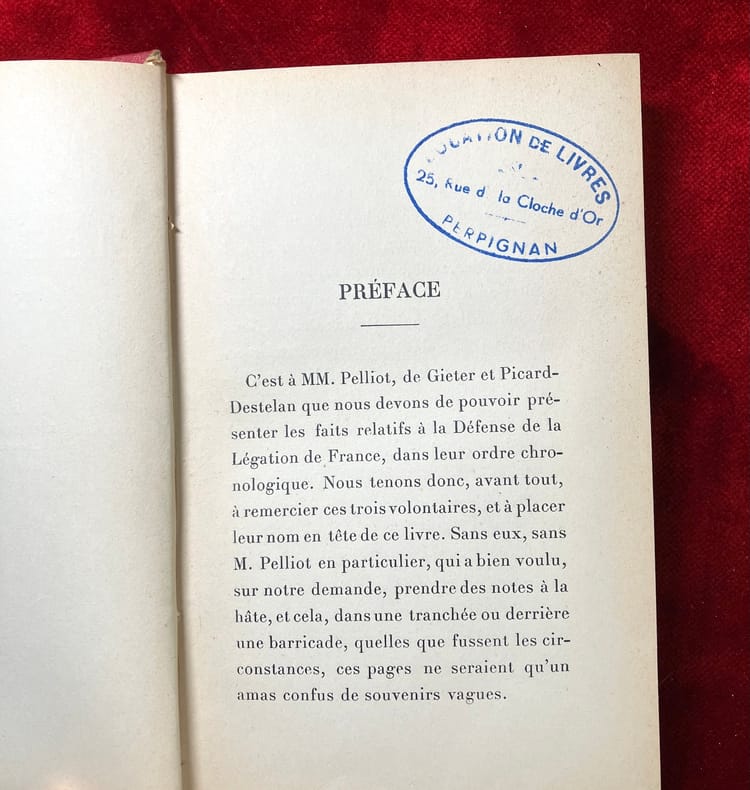 LOCATION DE LIVRES
25, Rue d la Cloche d'Or
PERPIGNAN
PRÉFACE
C'est à MM. Pelliot, de Gieter et Picard-
Destelan que nous devons de pouvoir pré-
senter les faits relatifs à la Défense de la
Légation de France, dans leur ordre chro-
nologique. Nous tenons donc, avant tout,
à remercier ces trois volontaires, et à placer
leur nom en tête de ce livre. Sans eux, sans
M. Pelliot en particulier, qui a bien voulu,
sur notre demande, prendre des notes à la
hâte, et cela, dans une tranchée ou derrière
une barricade, quelles que fussent les cir-
constances, ces pages ne seraient qu'un
amas confus de souvenirs vagues.